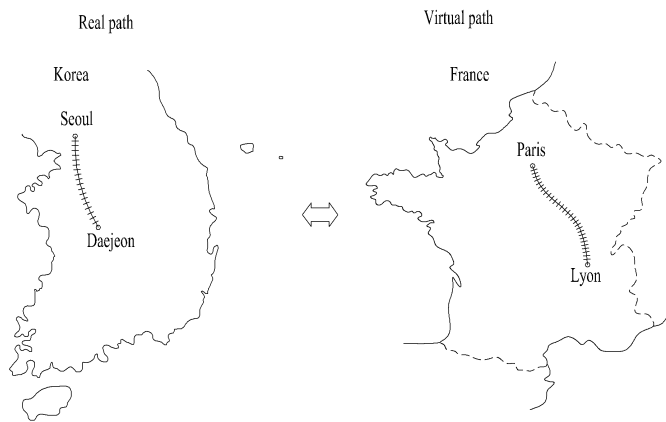 Real path
Korea
Seoul
Daejeon
Virtual path
France
Paris
Lyon